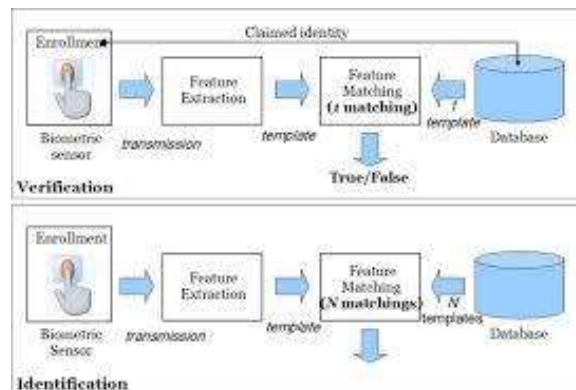 Claimed identity
Enrollment
Feature
Extraction
Feature
Matching
(1 matching)
1
template
Biometric
sensor
transmission
template
Database
True/False
Verification
Enrollment
Feature
Extraction
Feature
Matching
(N matchings)
N
templates
Biometric
Sensor
transmission
template
Database
Identification